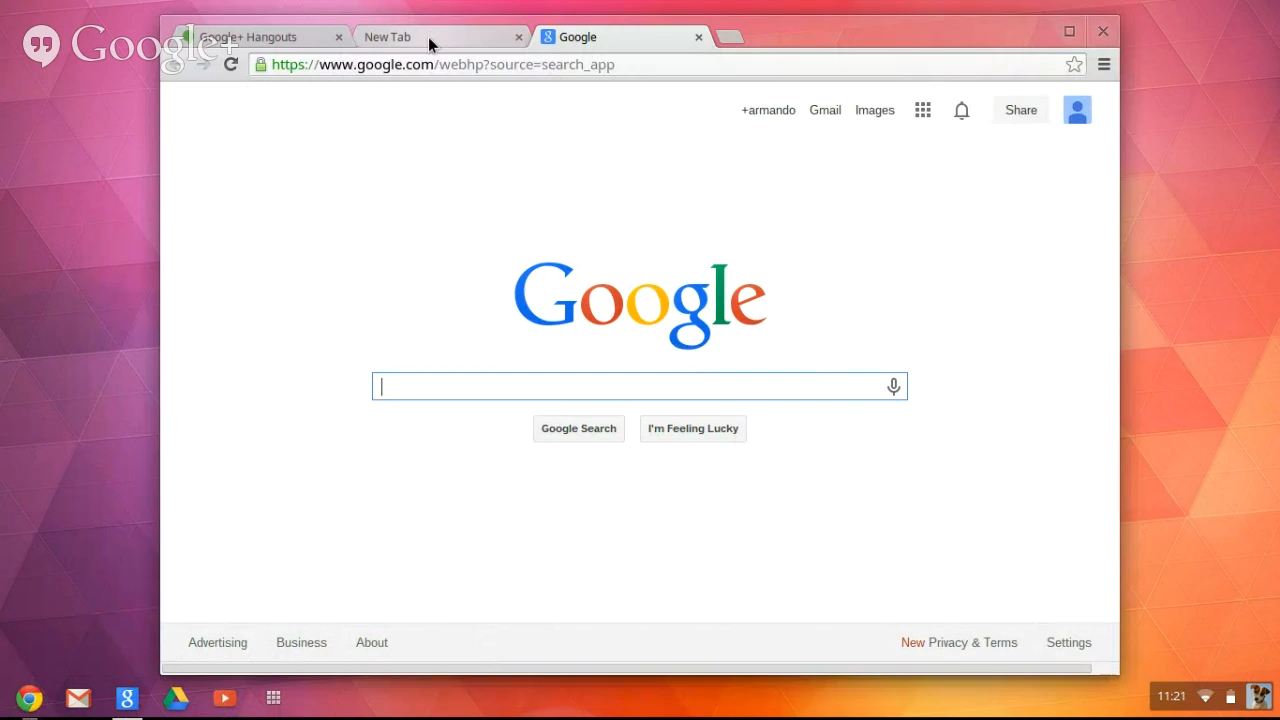 Google+
Google+ Hangouts
New Tab
Google
https://www.google.com/webhp?source=search_app
+armando Gmail Images Share
Google
Google Search I'm Feeling Lucky
Advertising Business About New Privacy & Terms Settings
11:21